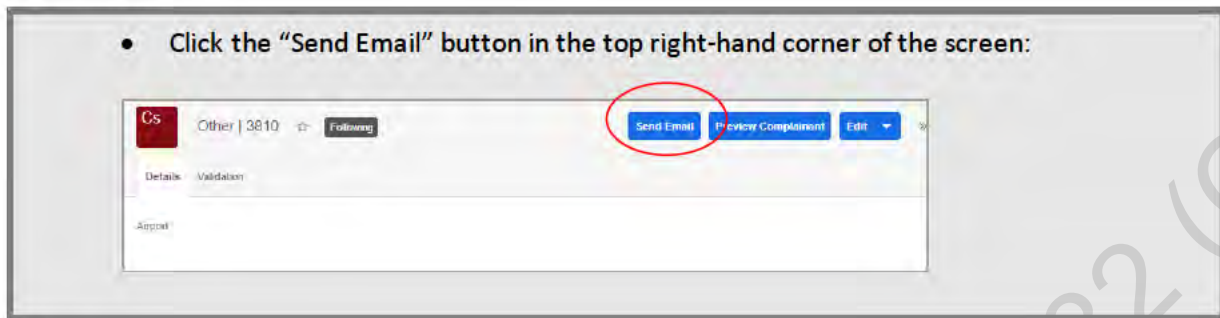 • Click the “Send Email” button in the top right-hand corner of the screen:
Cs Other | 3810 ☆ Following Send Email Preview Complainant Edit »
Details Validation
Airport